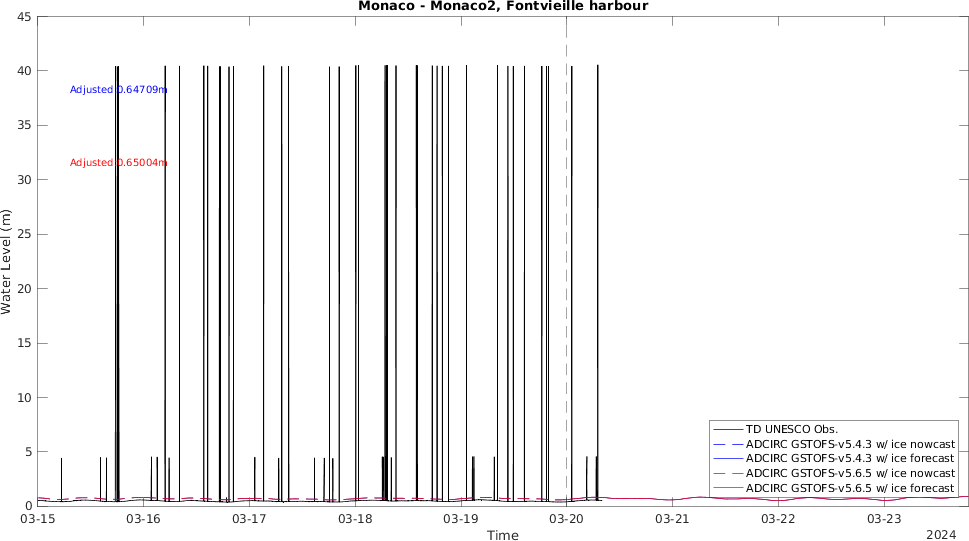 Monaco - Monaco2, Fontvieille harbour
45
40
35
30
25
20
15
10
5
0
Water Level (m)
Adjusted 0.64709m
Adjusted 0.65004m
TD UNESCO Obs.
ADCIRC GSTOFS-v5.4.3 w/ ice nowcast
ADCIRC GSTOFS-v5.4.3 w/ ice forecast
ADCIRC GSTOFS-v5.6.5 w/ ice nowcast
ADCIRC GSTOFS-v5.6.5 w/ ice forecast
03-15 03-16 03-17 03-18 03-19 03-20 03-21 03-22 03-23
Time
2024